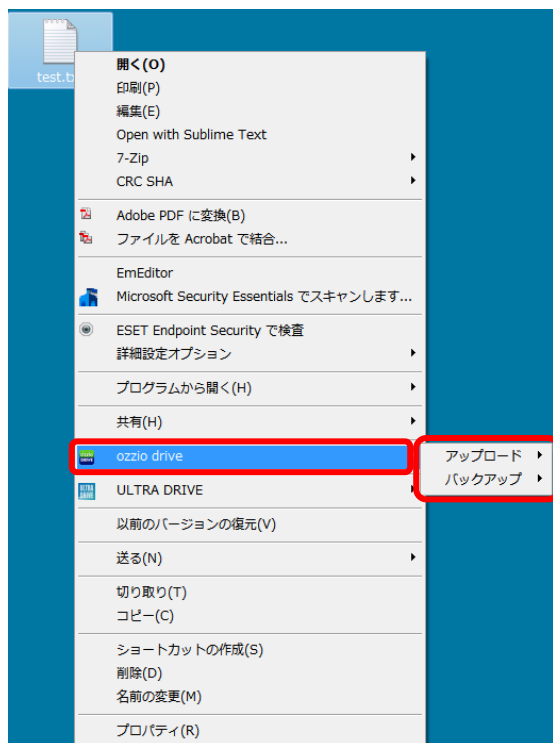 test.t
開く(O)
印刷(P)
編集(E)
Open with Sublime Text
7-Zip
CRC SHA
Adobe PDF に変換(B)
ファイルを Acrobat で結合...
EmEditor
Microsoft Security Essentials でスキャンします...
ESET Endpoint Security で検査
詳細設定オプション
プログラムから開く(H)
共有(H)
ozzio drive
アップロード
バックアップ
ULTRA DRIVE
以前のバージョンの復元(V)
送る(N)
切り取り(T)
コピー(C)
ショートカットの作成(S)
削除(D)
名前の変更(M)
プロパティ(R)